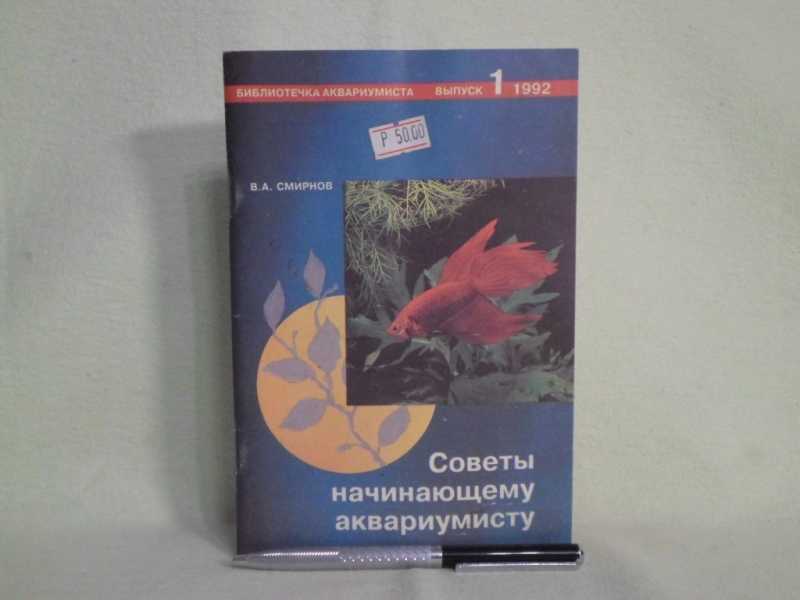 БИБЛИОТЕЧКА АКВАРИУМИСТА ВЫПУСК 1 1992
Р 50.00
В.А. СМИРНОВ
Советы
начинающему
аквариумисту